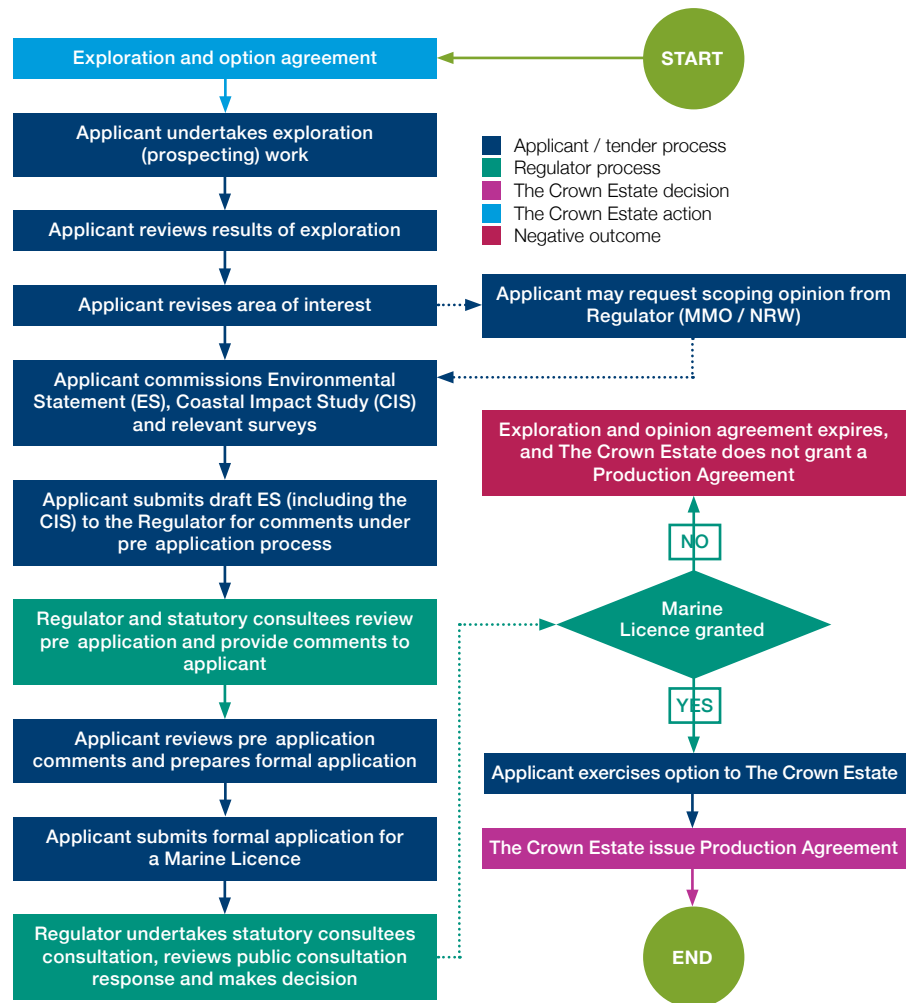 START
Exploration and option agreement
Applicant undertakes exploration
(prospecting) work
Applicant reviews results of exploration
Applicant revises area of interest
Applicant / tender process
Regulator process
The Crown Estate decision
The Crown Estate action
Negative outcome
Applicant may request scoping opinion from
Regulator (MMO / NRW)
Applicant commissions Environmental
Statement (ES), Coastal Impact Study (CIS)
and relevant surveys
Applicant submits draft ES (including the
CIS) to the Regulator for comments under
pre application process
Regulator and statutory consultees review
pre application and provide comments to
applicant
Applicant reviews pre application
comments and prepares formal application
Applicant submits formal application for
a Marine Licence
Regulator undertakes statutory consultees
consultation, reviews public consultation
response and makes decision
Exploration and opinion agreement expires,
and The Crown Estate does not grant a
Production Agreement
NO
Marine
Licence granted
YES
Applicant exercises option to The Crown Estate
The Crown Estate issue Production Agreement
END